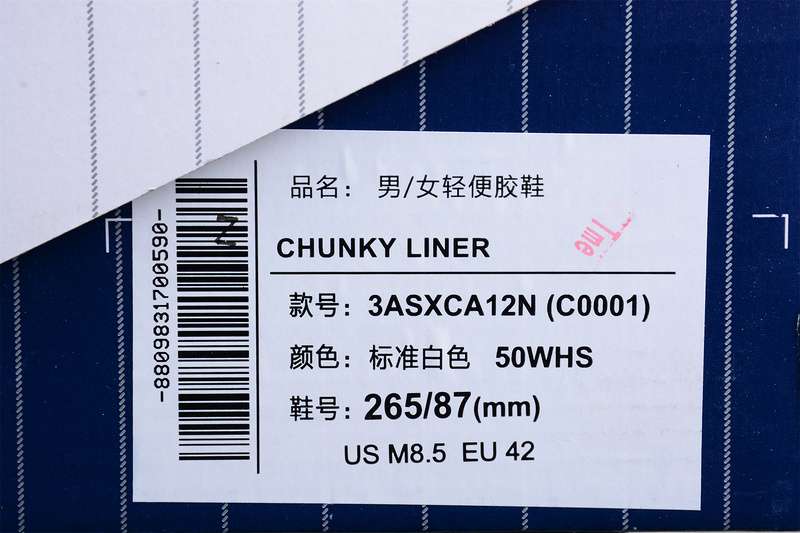 品名： 男/女轻便胶鞋
CHUNKY LINER
款号：3ASXCA12N (C0001)
颜色：标准白色 50WHS
鞋号：265/87(mm)
US M8.5 EU 42
-8809831700590-
Z
Tme